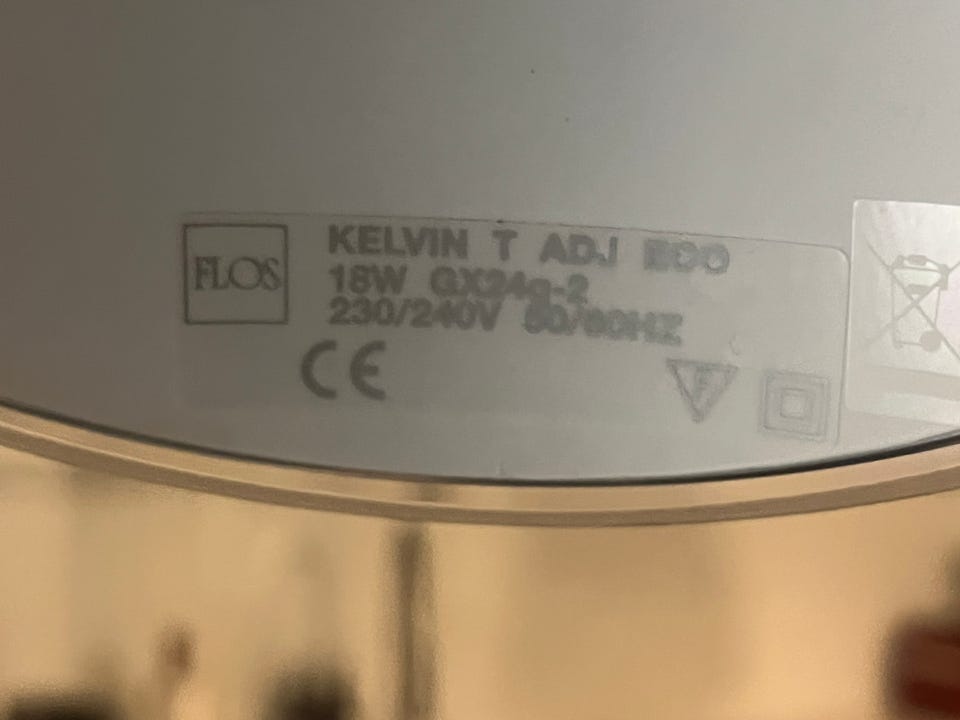 FLOS
KELVIN T ADJ ECO
18W GX24q-2
230/240V 50/60HZ
CE
F